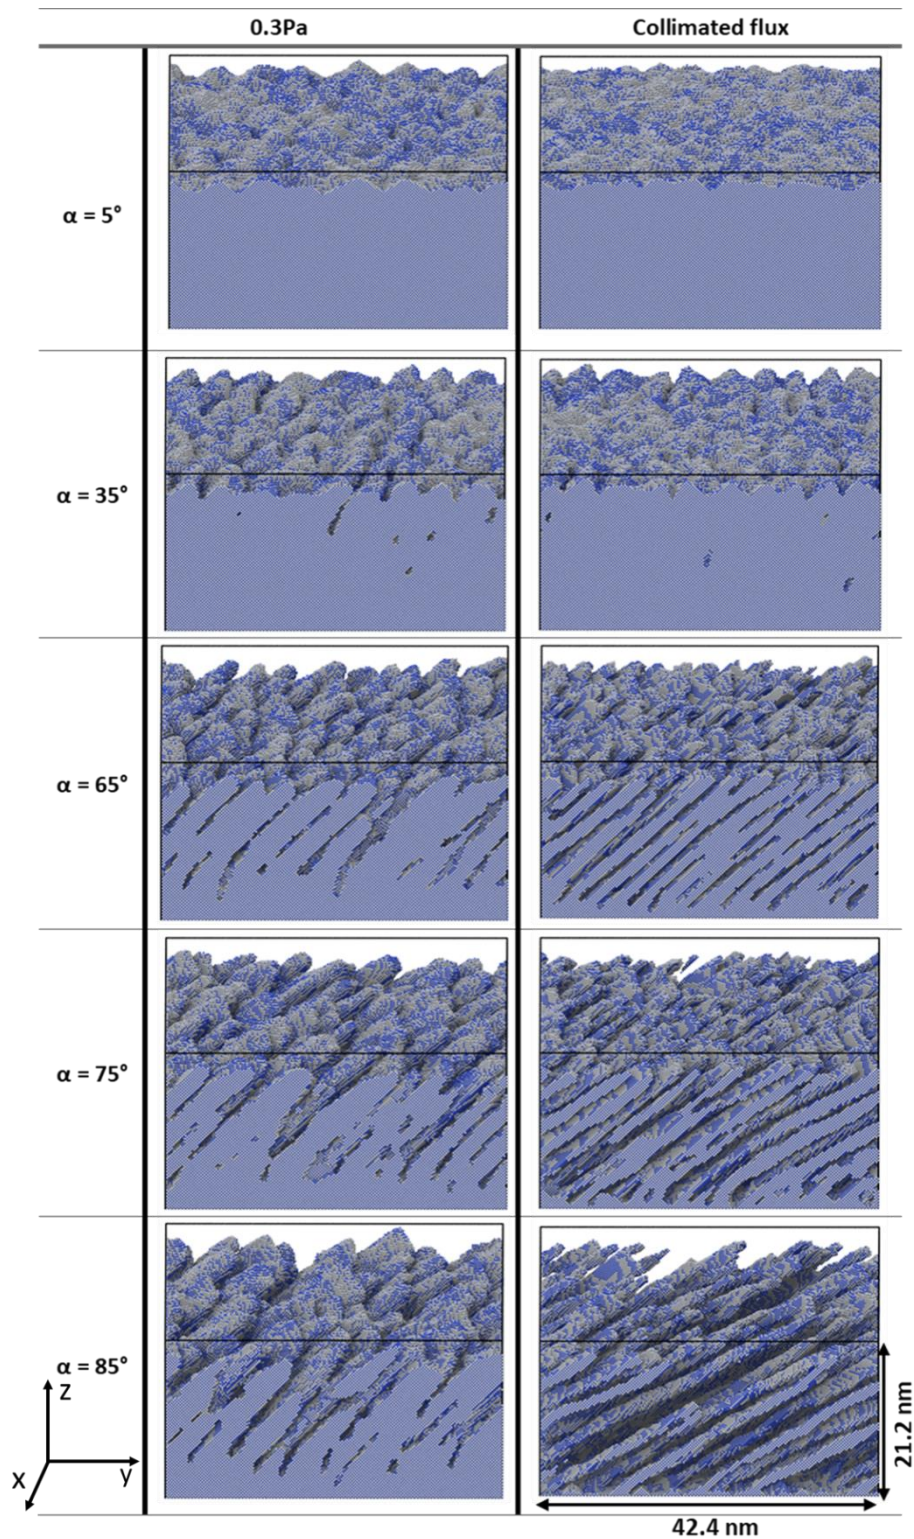 0.3Pa
Collimated flux
α = 5°
α = 35°
α = 65°
α = 75°
α = 85°
Z
X
y
21.2 nm
42.4 nm